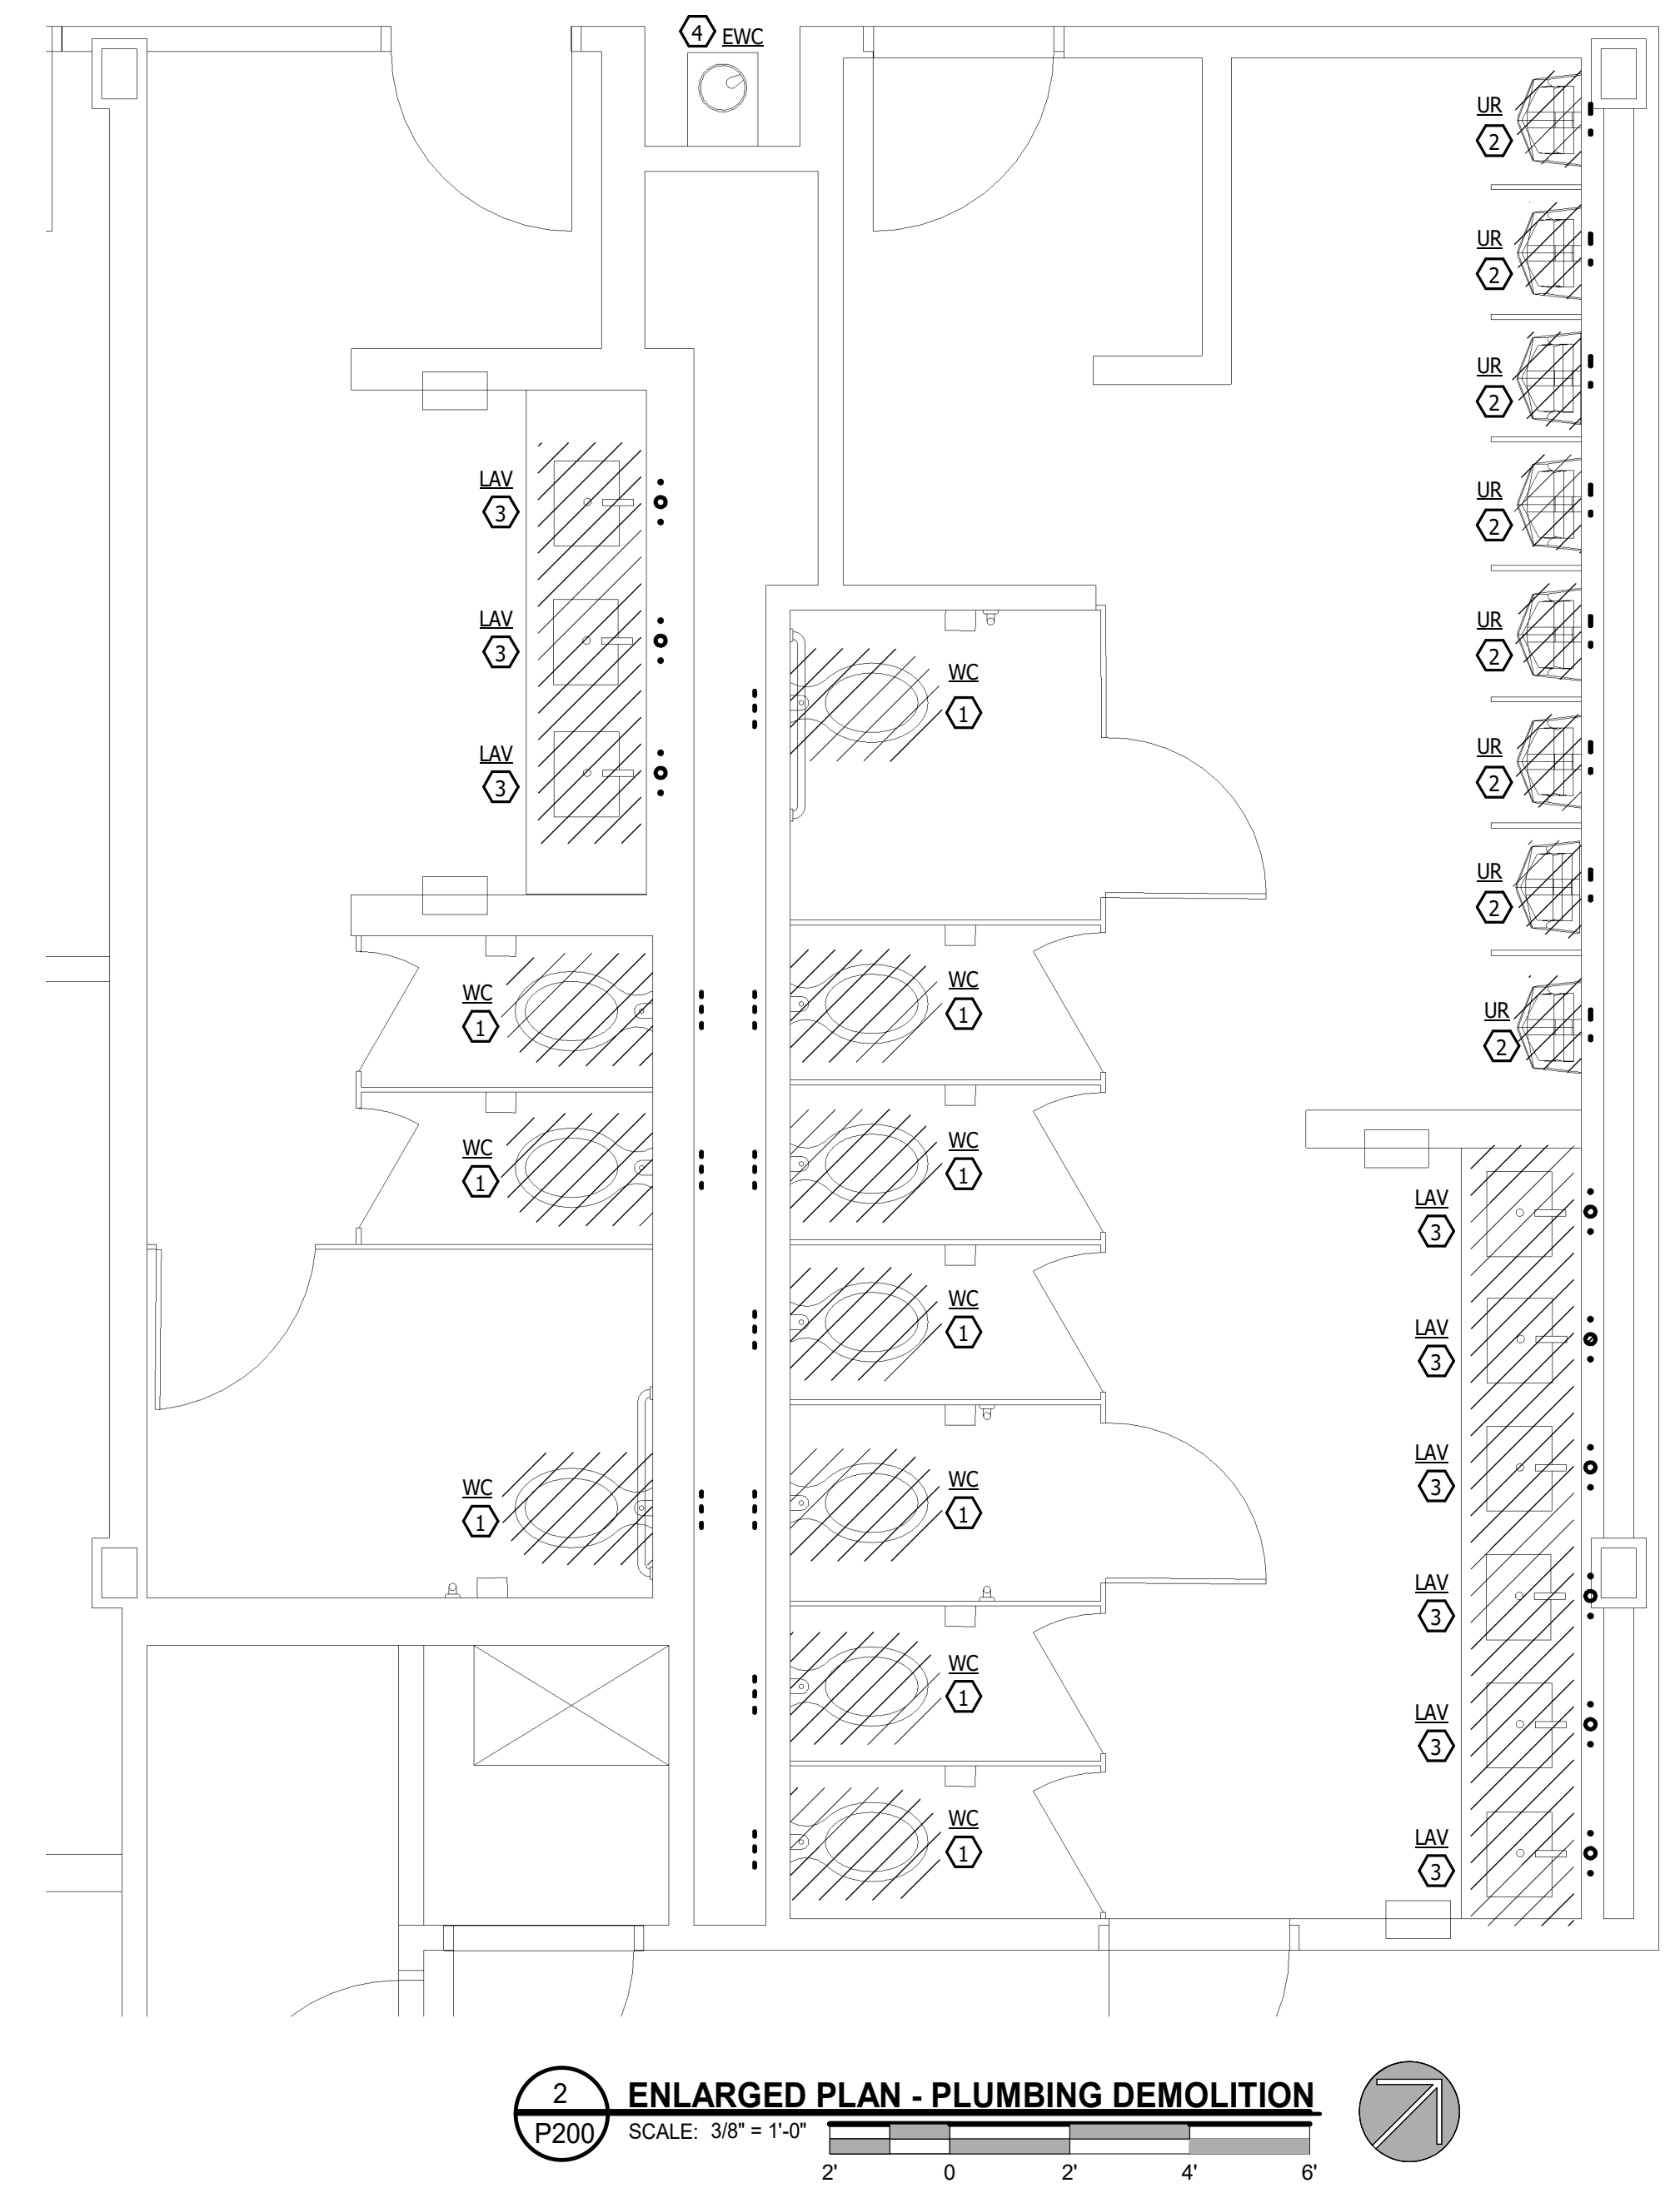 4 EWC
UR
2
UR
2
UR
2
UR
2
UR
2
UR
2
UR
2
UR
2
LAV
3
LAV
3
LAV
3
WC
1
WC
1
WC
1
WC
1
WC
1
WC
1
WC
1
WC
1
WC
1
WC
1
LAV
3
LAV
3
LAV
3
LAV
3
LAV
3
LAV
3
2
P200
ENLARGED PLAN - PLUMBING DEMOLITION
SCALE: 3/8" = 1'-0"
2' 0 2' 4' 6'